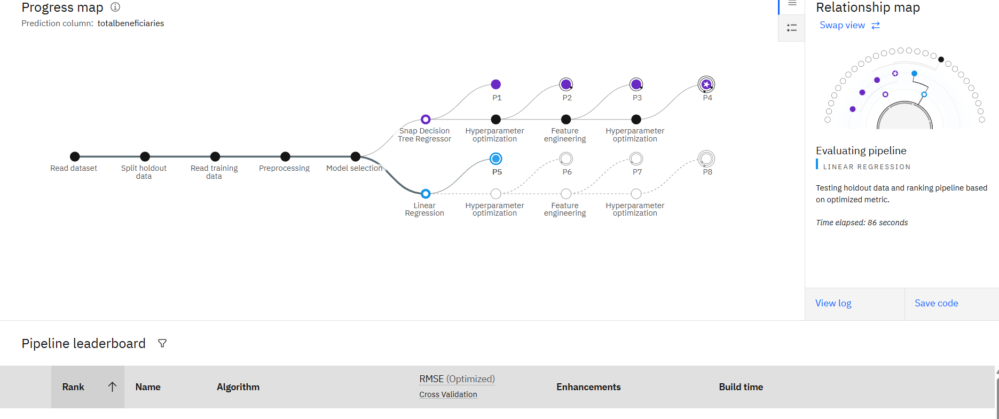 Progress map
Prediction column: totalbeneficiaries
P1
P2
P3
P4
Snap Decision
Tree Regressor
Hyperparameter
optimization
Feature
engineering
Hyperparameter
optimization
Read dataset
Split holdout
data
Read training
data
Preprocessing
Model selection
P5
P6
P7
P8
Linear
Regression
Hyperparameter
optimization
Feature
engineering
Hyperparameter
optimization
Relationship map
Swap view
Evaluating pipeline
LINEAR REGRESSION
Testing holdout data and ranking pipeline based
on optimized metric.
Time elapsed: 86 seconds
View log
Save code
Pipeline leaderboard
Rank
Name
Algorithm
RMSE (Optimized)
Cross Validation
Enhancements
Build time